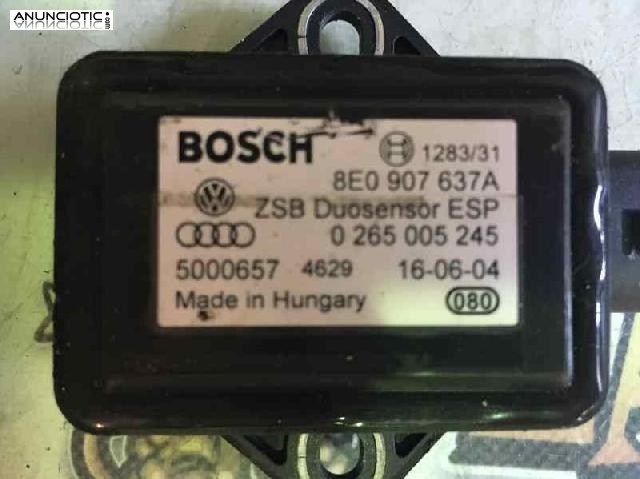 ANUNCIOTIC.com
BOSCH 1283/31
8E0 907 637A
ZSB Duosensor ESP
0 265 005 245
5000657 4629 16-06-04
Made in Hungary 080